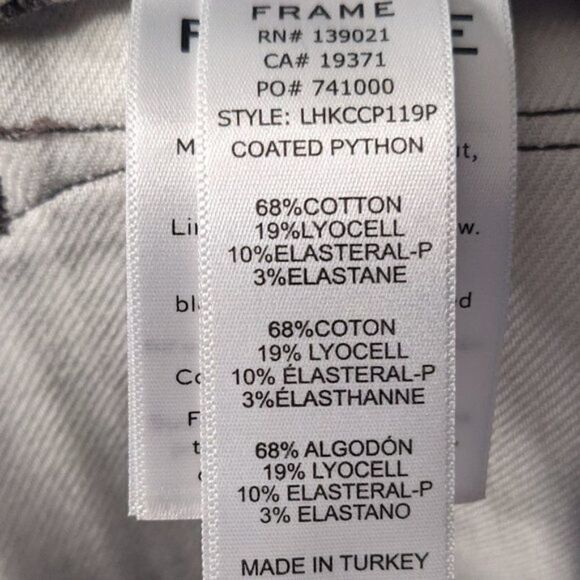 FRAME
RN# 139021
CA# 19371
PO# 741000
STYLE: LHKCCP119P
COATED PYTHON
68%COTTON
19%LYOCELL
10%ELASTERAL-P
3%ELASTANE
68%COTON
19% LYOCELL
10% ÉLASTERAL-P
3%ÉLASTHANNE
68% ALGODÓN
19% LYOCELL
10% ELASTERAL-P
3% ELASTANO
MADE IN TURKEY